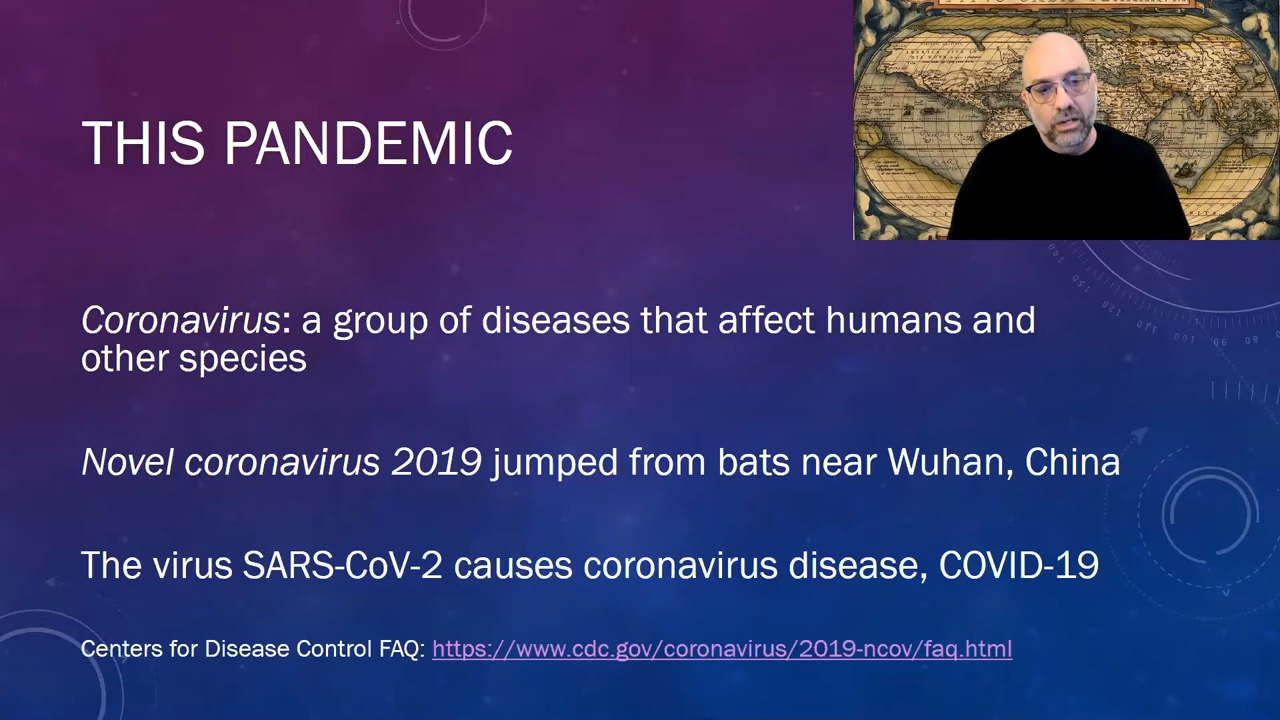 THIS PANDEMIC
Coronavirus: a group of diseases that affect humans and
other species
Novel coronavirus 2019 jumped from bats near Wuhan, China
The virus SARS-CoV-2 causes coronavirus disease, COVID-19
Centers for Disease Control FAQ: https://www.cdc.gov/coronavirus/2019-ncov/faq.html